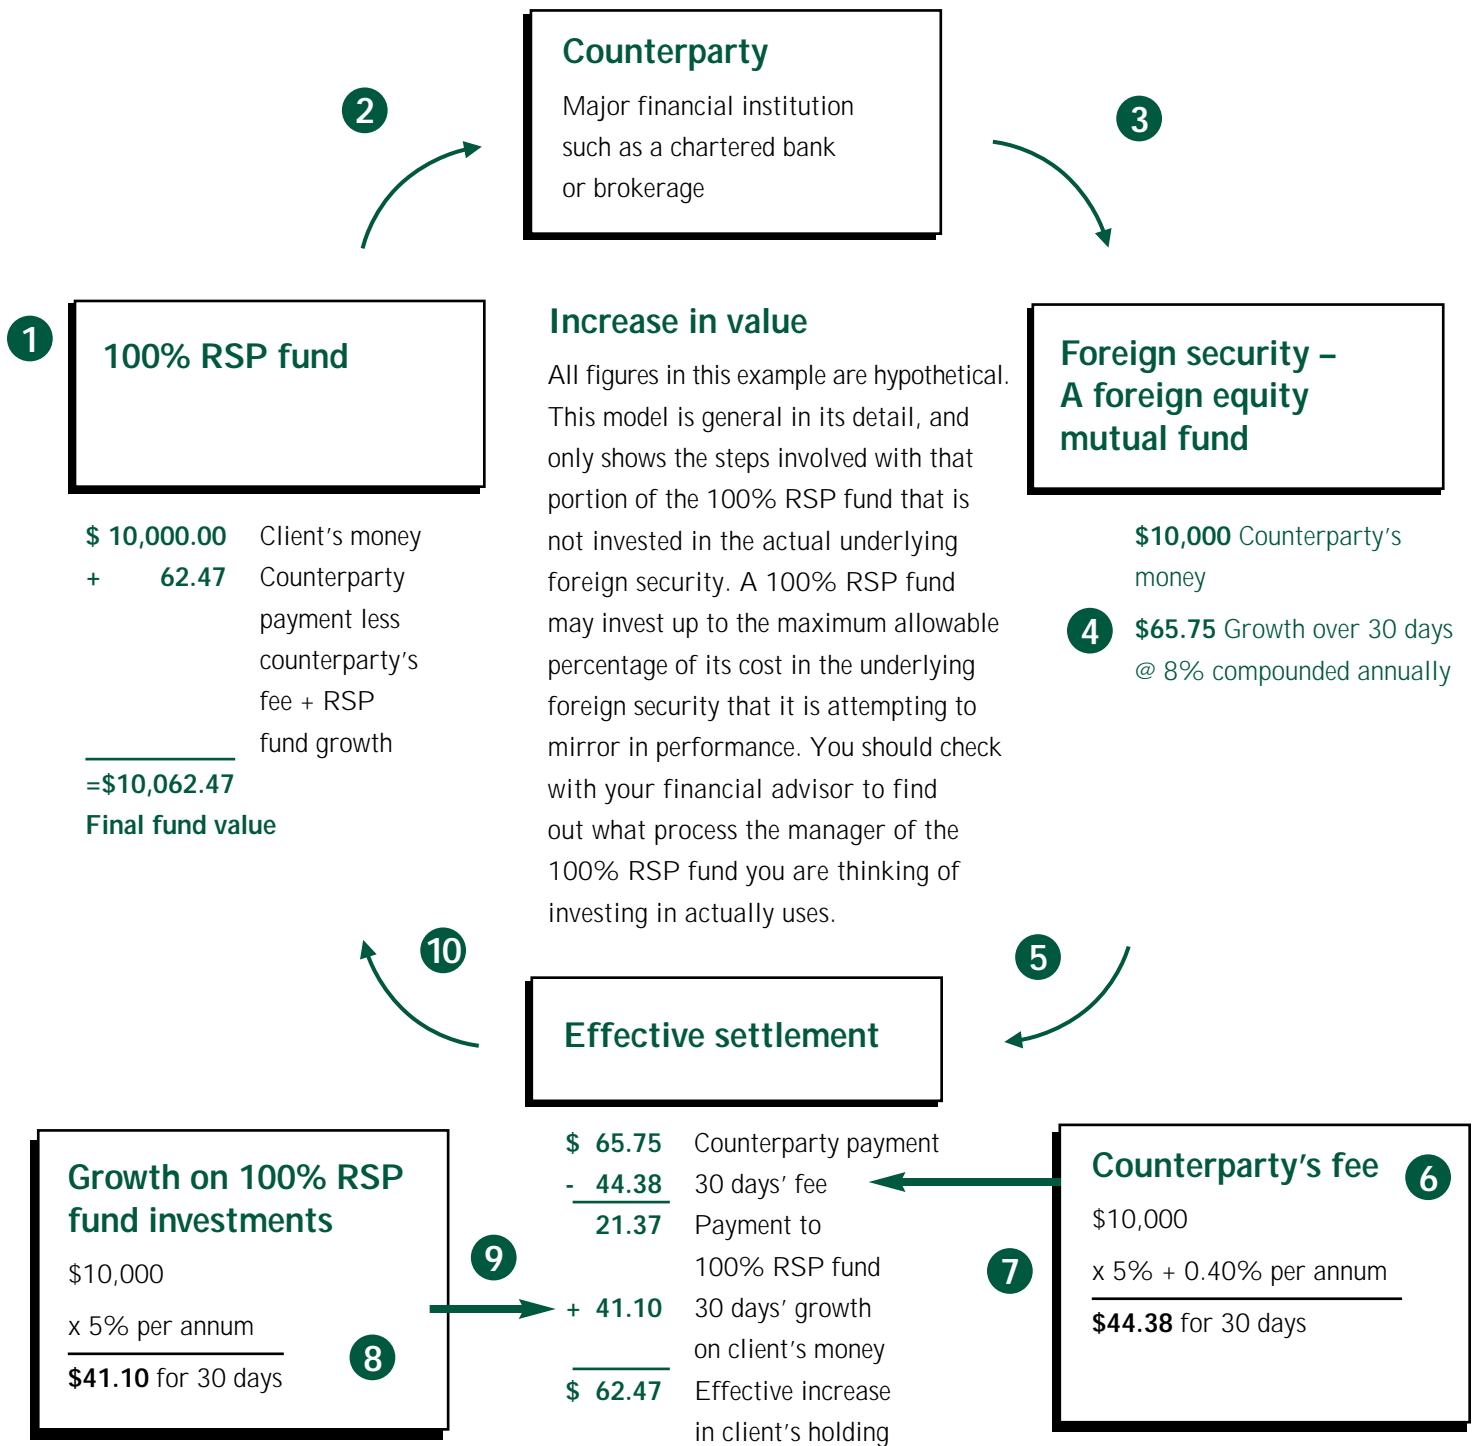 Counterparty
Major financial institution
such as a chartered bank
or brokerage
2
3
1
100% RSP fund
$ 10,000.00 Client's money
+ 62.47 Counterparty
payment less
counterparty's
fee + RSP
fund growth
=$10,062.47
Final fund value
Increase in value
All figures in this example are hypothetical.
This model is general in its detail, and
only shows the steps involved with that
portion of the 100% RSP fund that is
not invested in the actual underlying
foreign security. A 100% RSP fund
may invest up to the maximum allowable
percentage of its cost in the underlying
foreign security that it is attempting to
mirror in performance. You should check
with your financial advisor to find
out what process the manager of the
100% RSP fund you are thinking of
investing in actually uses.
Foreign security –
A foreign equity
mutual fund
$10,000 Counterparty's
money
4
$65.75 Growth over 30 days
@ 8% compounded annually
10
5
Effective settlement
$ 65.75 Counterparty payment
- 44.38 30 days' fee
21.37 Payment to
100% RSP fund
+ 41.10 30 days' growth
on client's money
$ 62.47 Effective increase
in client's holding
Growth on 100% RSP
fund investments
$10,000
x 5% per annum
$41.10 for 30 days
8
9
Counterparty's fee
6
$10,000
x 5% + 0.40% per annum
$44.38 for 30 days
7